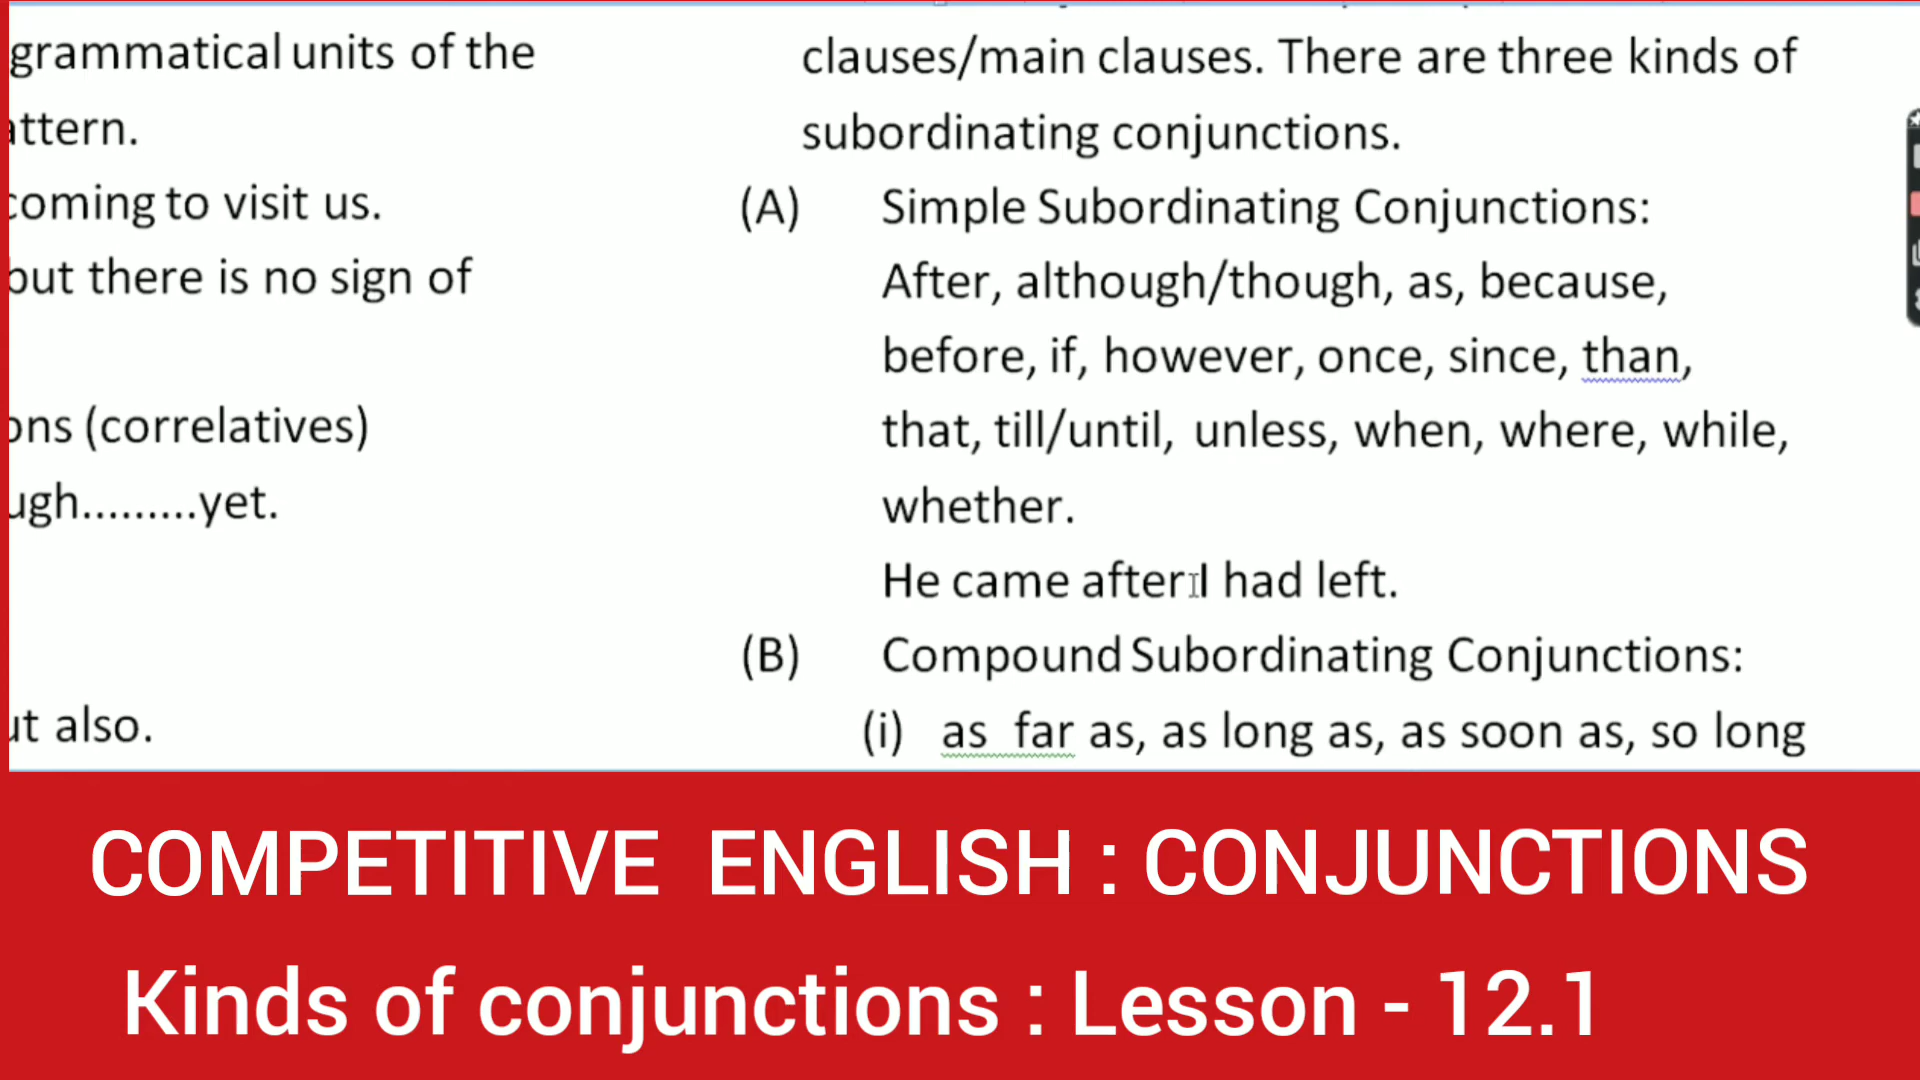 grammatical units of the
attern.
coming to visit us.
but there is no sign of
ons (correlatives)
ugh.........yet.
ut also.
clauses/main clauses. There are three kinds of
subordinating conjunctions.
(A) Simple Subordinating Conjunctions:
After, although/though, as, because,
before, if, however, once, since, than,
that, till/until, unless, when, where, while,
whether.
He came after I had left.
(B) Compound Subordinating Conjunctions:
(i) as far as, as long as, as soon as, so long
COMPETITIVE ENGLISH : CONJUNCTIONS
Kinds of conjunctions : Lesson - 12.1